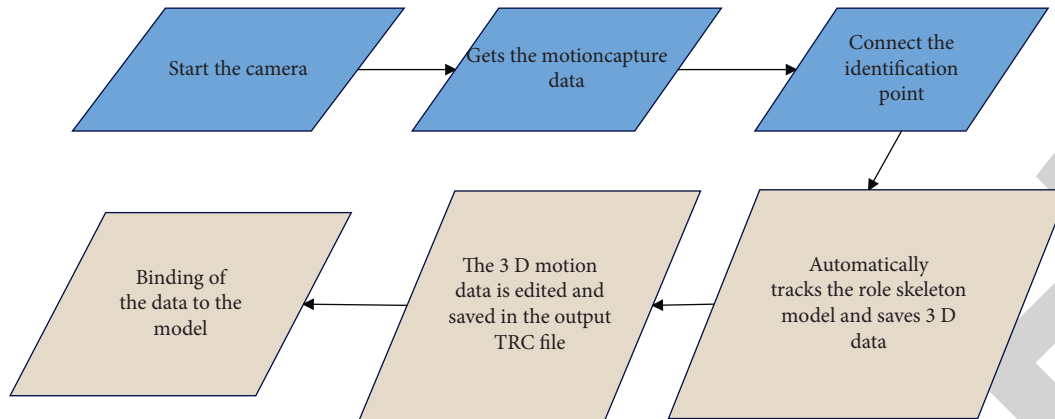 Start the camera
Gets the motioncapture
data
Connect the
identification
point
Automatically
tracks the role skeleton
model and saves 3 D
data
The 3 D motion
data is edited and
saved in the output
TRC file
Binding of
the data to the
model